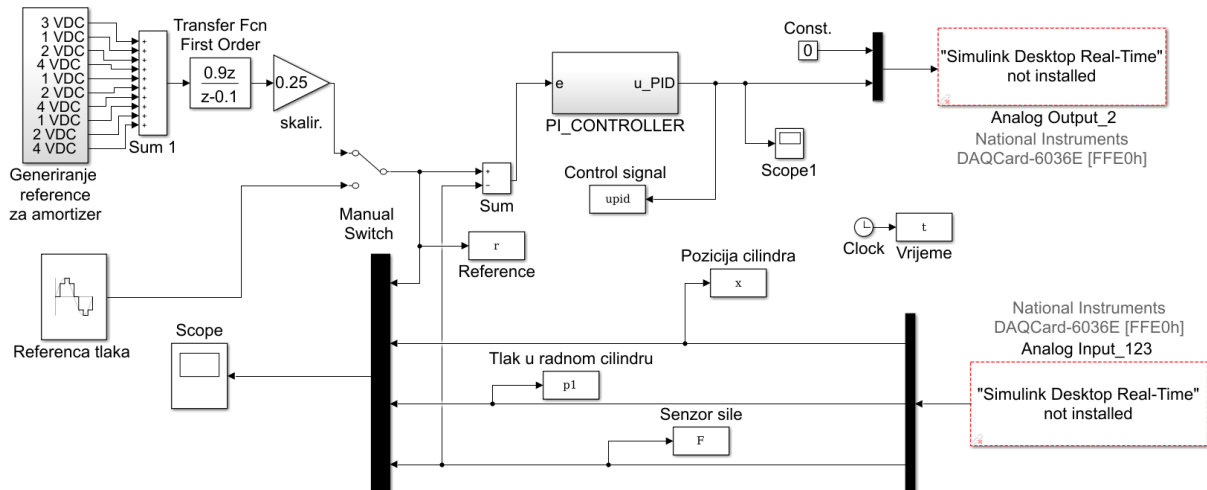 3 VDC
1 VDC
2 VDC
4 VDC
1 VDC
2 VDC
4 VDC
1 VDC
2 VDC
4 VDC
Generiranje
reference
za amortizer
+
+
+
+
+
+
+
+
+
+
Sum 1
Transfer Fcn
First Order
0.9z
z-0.1
0.25
skalir.
Manual
Switch
Referenca tlaka
Scope
+
−
Sum
r
Reference
e
u_PID
PI_CONTROLLER
Control signal
upid
Scope1
Const.
0
"Simulink Desktop Real-Time"
not installed
Analog Output_2
National Instruments
DAQCard-6036E [FFE0h]
Clock
t
Vrijeme
Pozicija cilindra
x
Tlak u radnom cilindru
p1
Senzor sile
F
National Instruments
DAQCard-6036E [FFE0h]
Analog Input_123
"Simulink Desktop Real-Time"
not installed